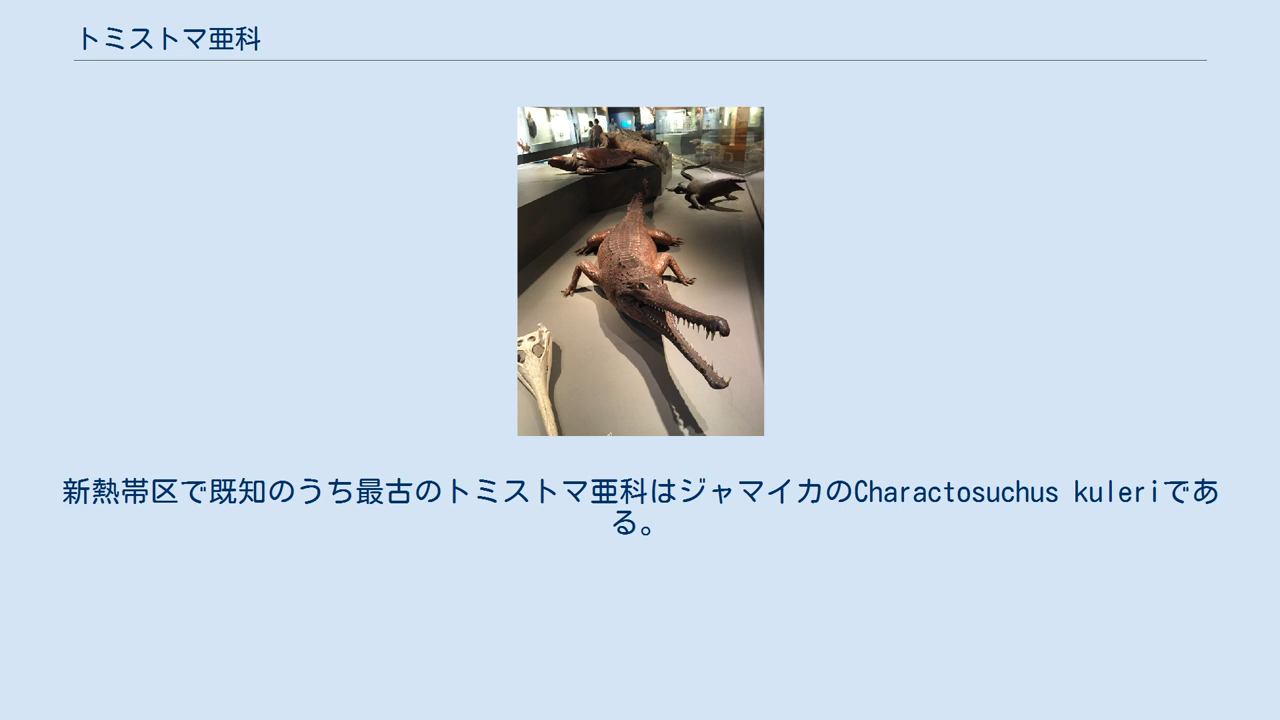 トミストマ亜科
新熱帯区で既知のうち最古のトミストマ亜科はジャマイカのCharactosuchus kuleriであ
る。